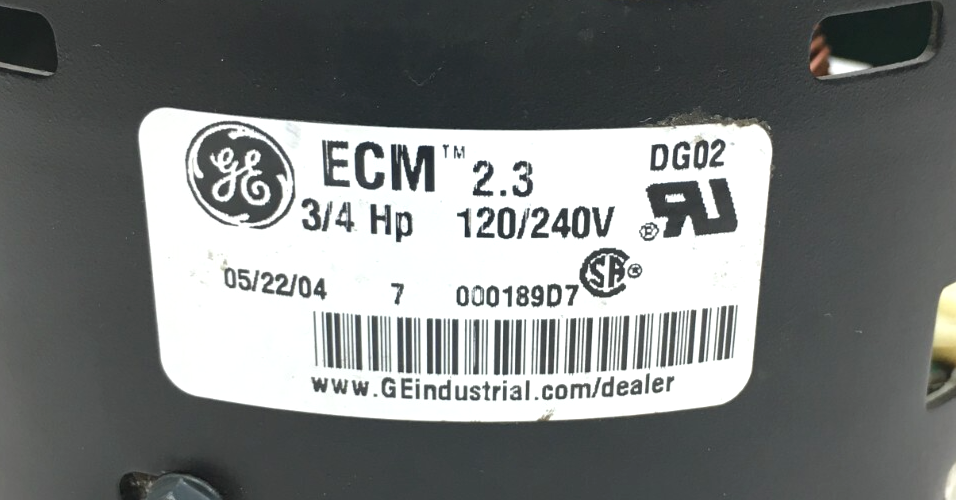 GE ECM™ 2.3 DG02
3/4 Hp 120/240V
05/22/04 7 000189D7
www.GEindustrial.com/dealer